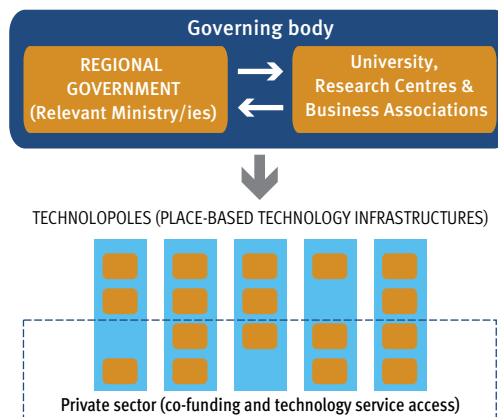 Governing body
REGIONAL
GOVERNMENT
(Relevant Ministry/ies)
University,
Research Centres &
Business Associations
TECHNOLOPOLES (PLACE-BASED TECHNOLOGY INFRASTRUCTURES)
Private sector (co-funding and technology service access)